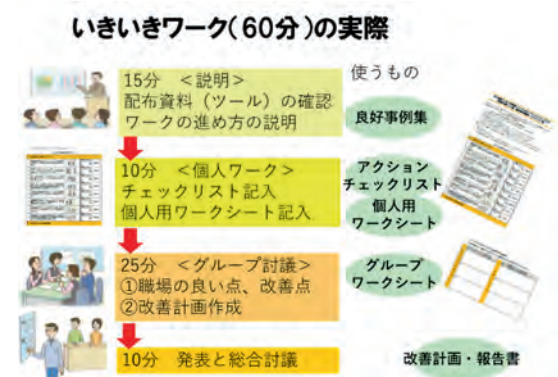 いきいきワーク(60分)の実際
使うもの
15分 <説明>
配布資料(ツール)の確認
ワークの進め方の説明
良好事例集
10分 <個人ワーク>
チェックリスト記入
個人用ワークシート記入
アクション
チェックリスト
個人用
ワークシート
25分 <グループ討議>
①職場の良い点、改善点
②改善計画作成
グループ
ワークシート
10分 発表と総合討議
改善計画・報告書